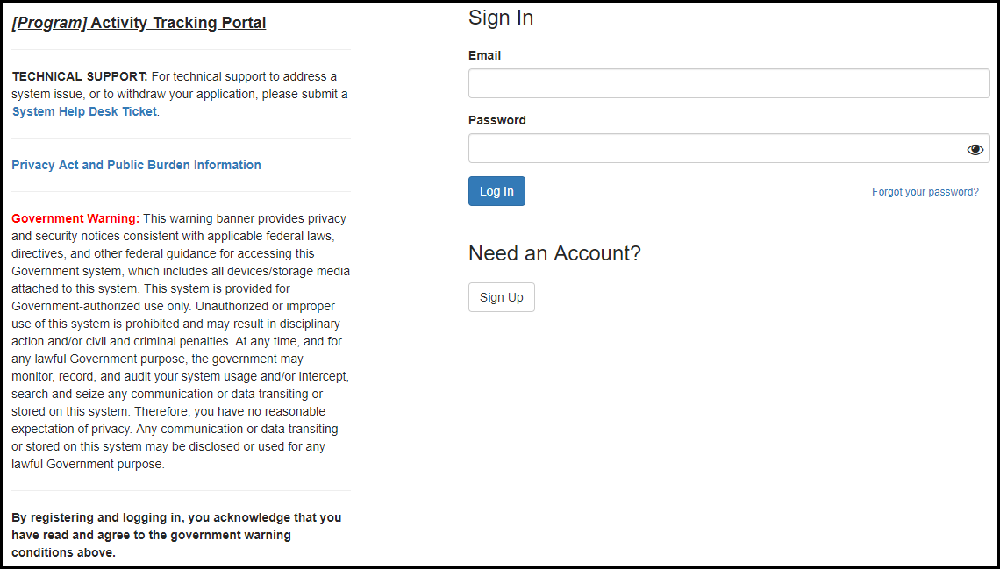 [Program] Activity Tracking Portal
TECHNICAL SUPPORT: For technical support to address a
system issue, or to withdraw your application, please submit a
System Help Desk Ticket.
Privacy Act and Public Burden Information
Government Warning: This warning banner provides privacy
and security notices consistent with applicable federal laws,
directives, and other federal guidance for accessing this
Government system, which includes all devices/storage media
attached to this system. This system is provided for
Government-authorized use only. Unauthorized or improper
use of this system is prohibited and may result in disciplinary
action and/or civil and criminal penalties. At any time, and for
any lawful Government purpose, the government may
monitor, record, and audit your system usage and/or intercept,
search and seize any communication or data transiting or
stored on this system. Therefore, you have no reasonable
expectation of privacy. Any communication or data transiting
or stored on this system may be disclosed or used for any
lawful Government purpose.
By registering and logging in, you acknowledge that you
have read and agree to the government warning
conditions above.
Sign In
Email
Password
Log In
Forgot your password?
Need an Account?
Sign Up